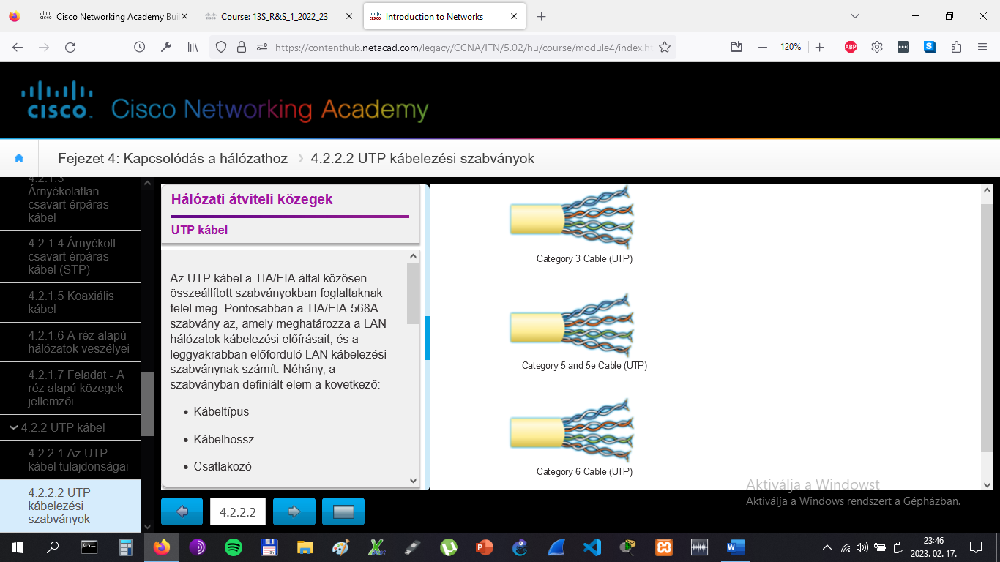 Cisco Networking Academy Bui
Course: 13S_R&S_1_2022_23
Introduction to Networks
https://contenthub.netacad.com/legacy/CCNA/ITN/5.02/hu/course/module4/index.ht
120%
ABP
CISCO
Cisco Networking Academy
Fejezet 4: Kapcsolódás a hálózathoz
4.2.2.2 UTP kábelezési szabványok
4.2.1.3
Árnyékolatlan
csavart érpáras
kábel
4.2.1.4 Árnyékolt
csavart érpáras
kábel (STP)
4.2.1.5 Koaxiális
kábel
4.2.1.6 A réz alapú
hálózatok veszélyei
4.2.1.7 Feladat - A
réz alapú közegek
jellemzői
4.2.2 UTP kábel
4.2.2.1 Az UTP
kábel tulajdonságai
4.2.2.2 UTP
kábelezési
szabványok
Hálózati átviteli közegek
UTP kábel
Az UTP kábel a TIA/EIA által közösen
összeállított szabványokban foglaltaknak
felel meg. Pontosabban a TIA/EIA-568A
szabvány az, amely meghatározza a LAN
hálózatok kábelezési előírásait, és a
leggyakrabban előforduló LAN kábelezési
szabványnak számít. Néhány, a
szabványban definiált elem a következő:
• Kábeltípus
• Kábelhossz
• Csatlakozó
4.2.2.2
Category 3 Cable (UTP)
Category 5 and 5e Cable (UTP)
Category 6 Cable (UTP)
Aktiválja a Windowst
Aktiválja a Windows rendszert a Gépházban.
23:46
2023. 02. 17.